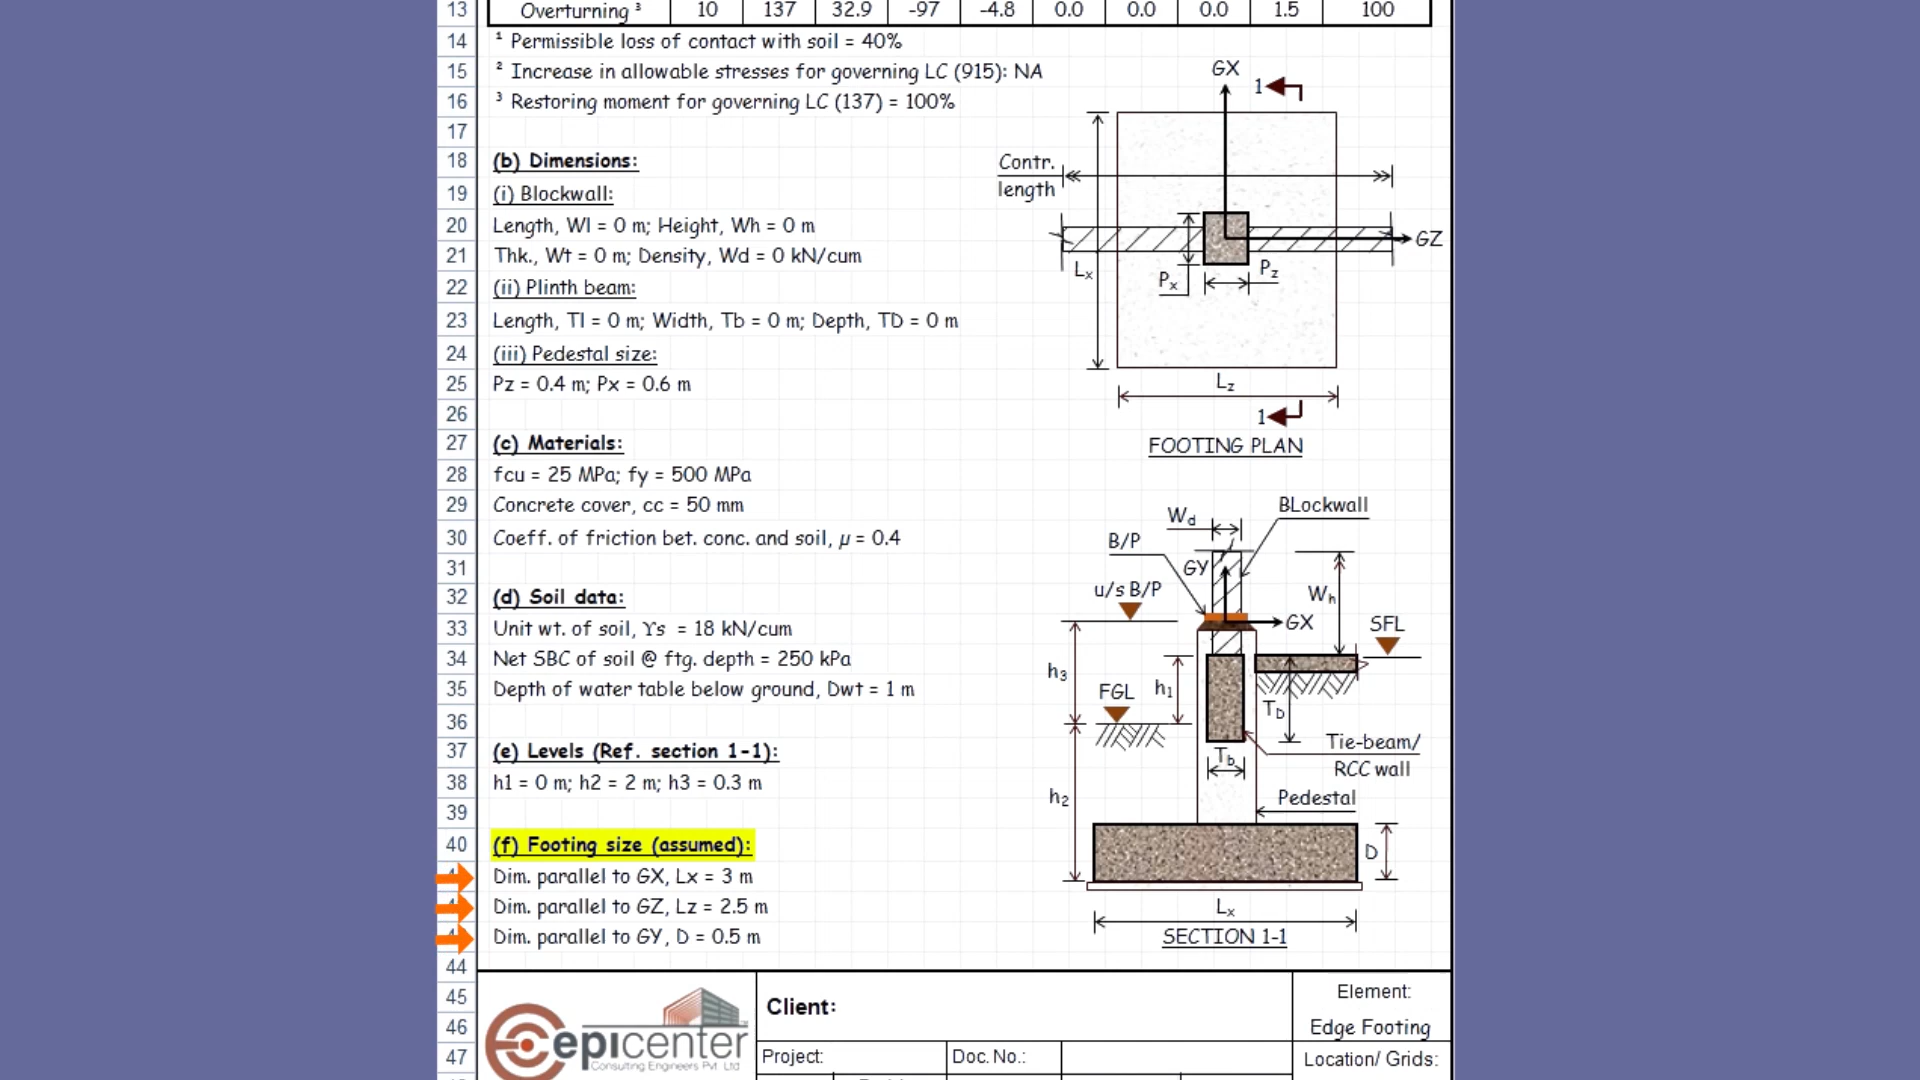 13 Overturning ³ 10 137 32.9 -97 -4.8 0.0 0.0 0.0 1.5 100
14 ¹ Permissible loss of contact with soil = 40%
15 ² Increase in allowable stresses for governing LC (915): NA
16 ³ Restoring moment for governing LC (137) = 100%
17
18 (b) Dimensions:
19 (i) Blockwall:
20 Length, Wl = 0 m; Height, Wh = 0 m
21 Thk., Wt = 0 m; Density, Wd = 0 kN/cum
22 (ii) Plinth beam:
23 Length, Tl = 0 m; Width, Tb = 0 m; Depth, TD = 0 m
24 (iii) Pedestal size:
25 Pz = 0.4 m; Px = 0.6 m
26
27 (c) Materials:
28 fcu = 25 MPa; fy = 500 MPa
29 Concrete cover, cc = 50 mm
30 Coeff. of friction bet. conc. and soil, µ = 0.4
31
32 (d) Soil data:
33 Unit wt. of soil, ϒs = 18 kN/cum
34 Net SBC of soil @ ftg. depth = 250 kPa
35 Depth of water table below ground, Dwt = 1 m
36
37 (e) Levels (Ref. section 1-1):
38 h1 = 0 m; h2 = 2 m; h3 = 0.3 m
39
40 (f) Footing size (assumed):
Dim. parallel to GX, Lx = 3 m
Dim. parallel to GZ, Lz = 2.5 m
Dim. parallel to GY, D = 0.5 m
44
45
46
47
GX
1
Contr.
length
GZ
Lx
Px
Pz
Lz
1
FOOTING PLAN
Wd
BLockwall
B/P
GY
u/s B/P
Wh
GX
SFL
h3
FGL
h1
TD
Tie-beam/
RCC wall
Tb
h2
Pedestal
D
Lx
SECTION 1-1
epicenter
Consulting Engineers Pvt. Ltd.
Client:
Project:
Doc. No.:
Element:
Edge Footing
Location/ Grids: